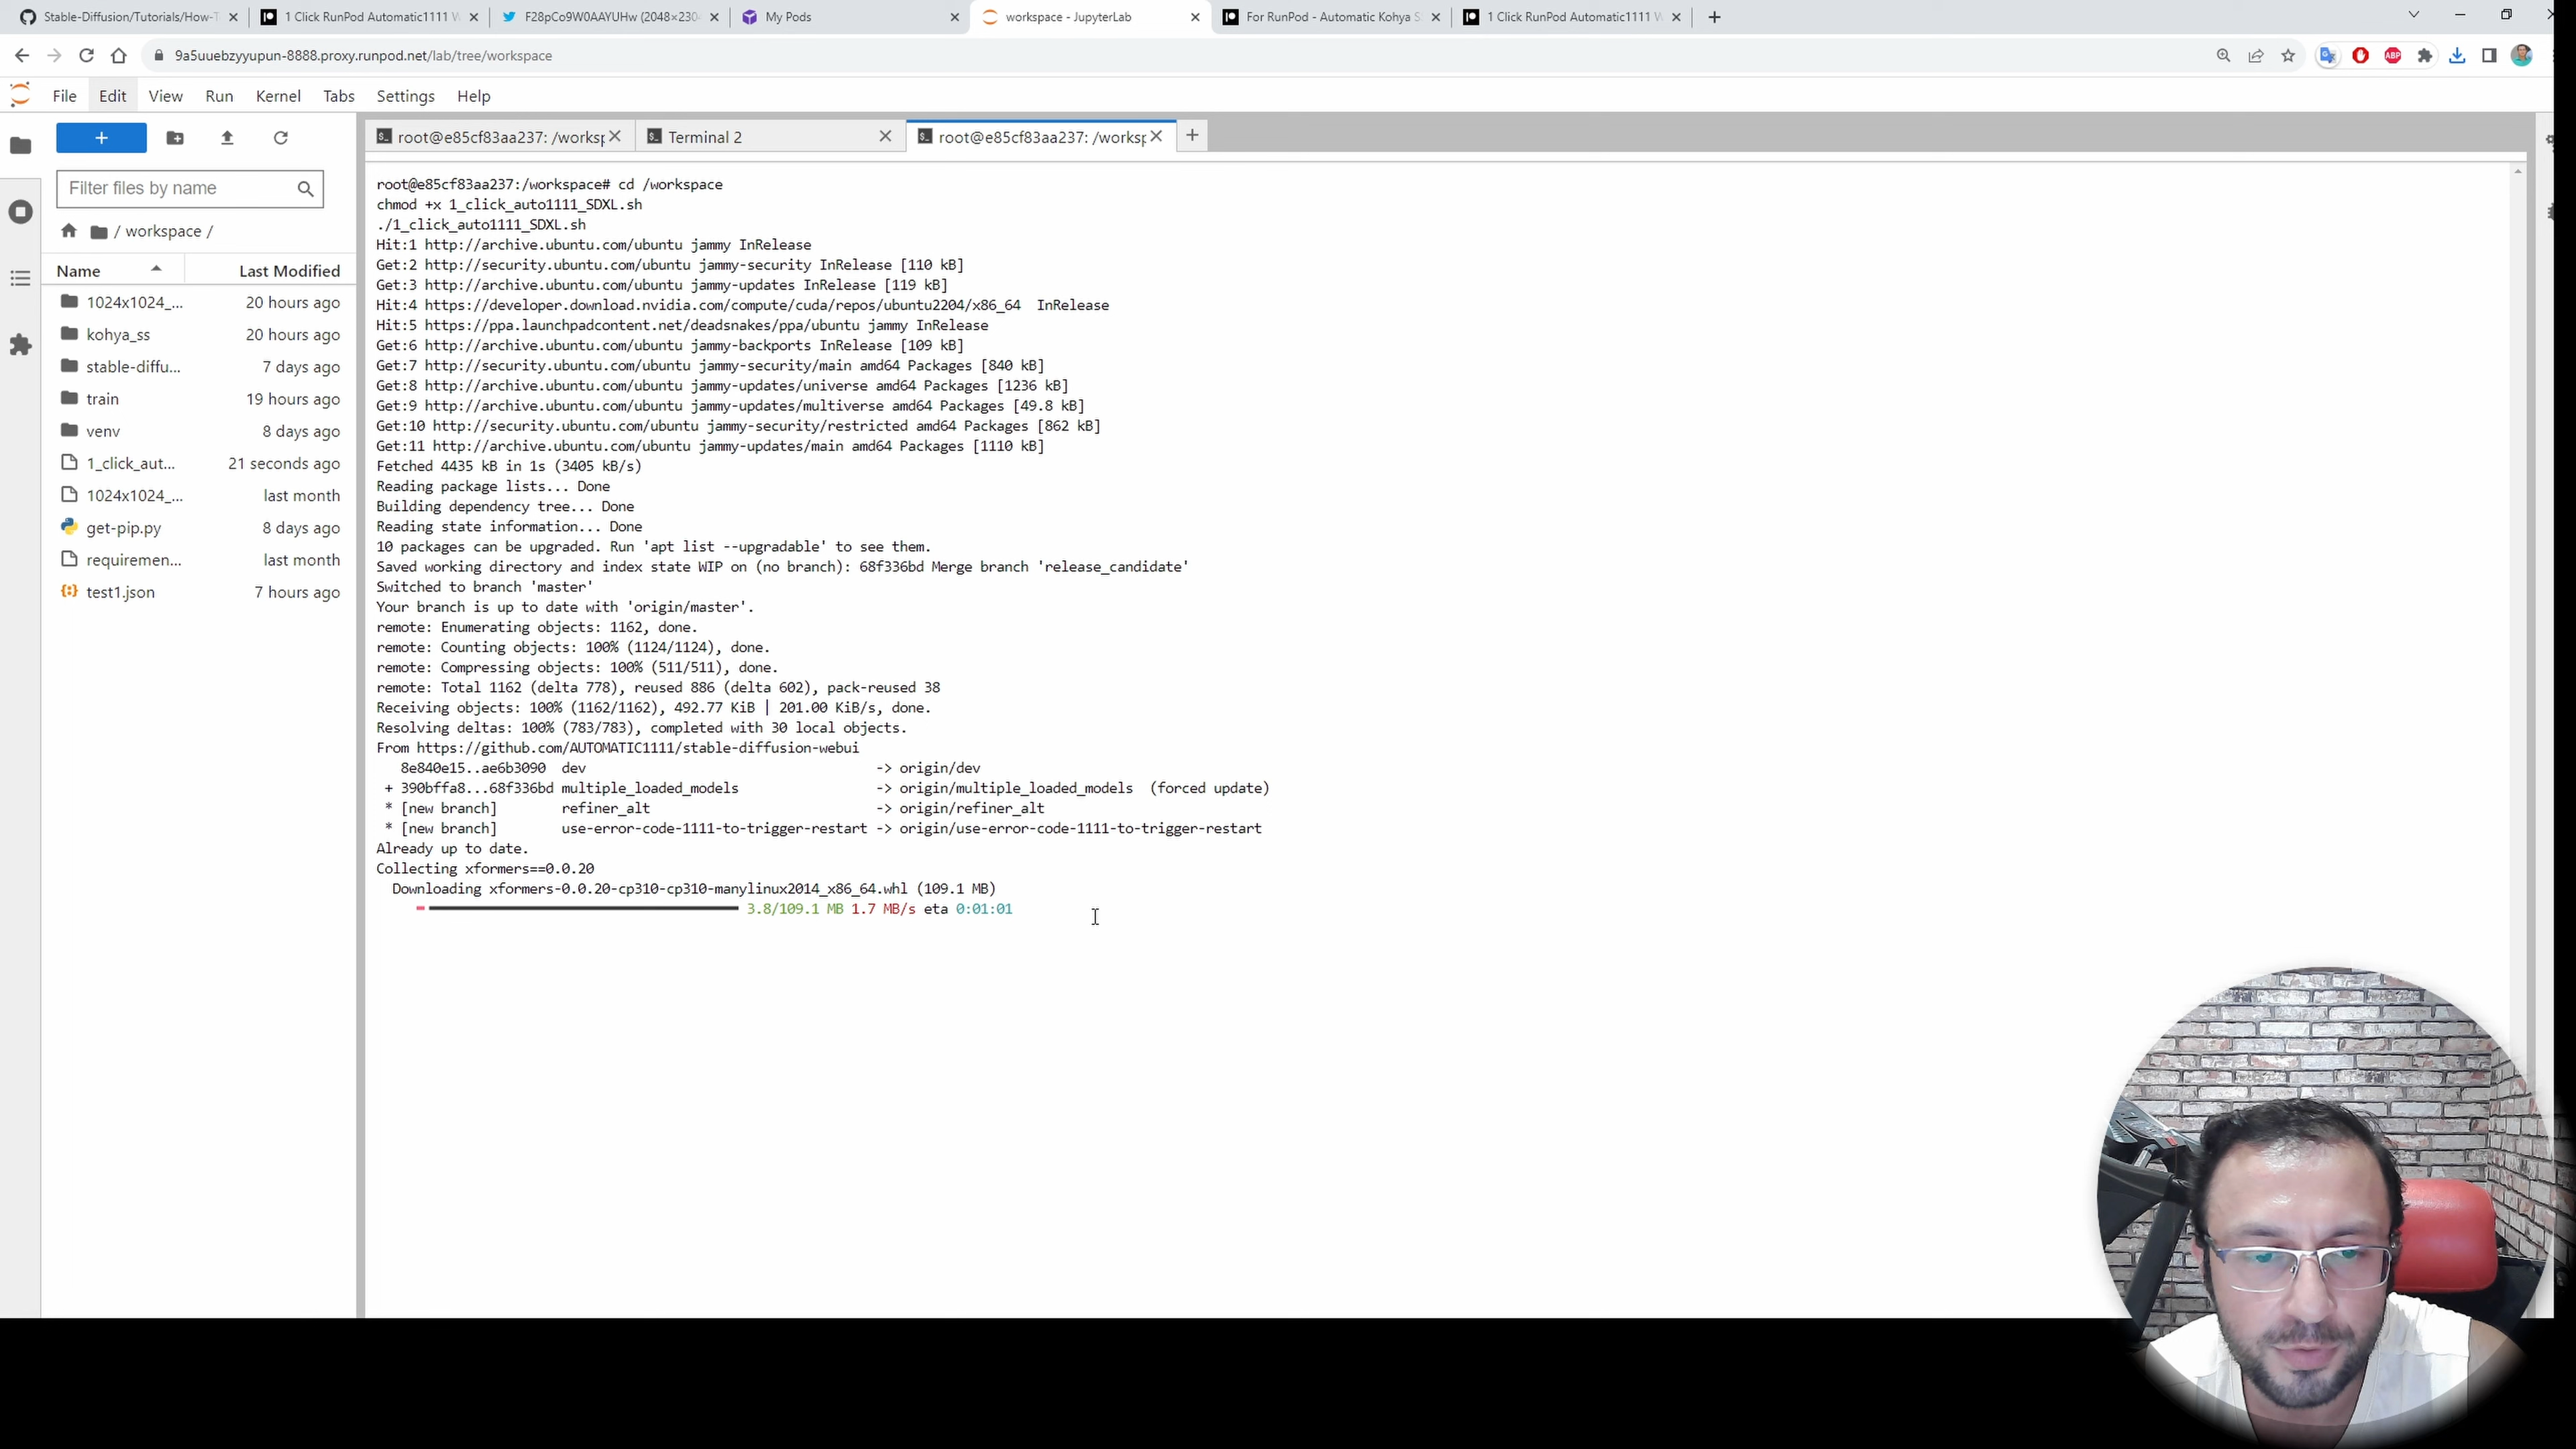 Stable-Diffusion/Tutorials/How-T
1 Click RunPod Automatic1111 W
F28pCo9W0AAYUHw (2048×230
My Pods
workspace - JupyterLab
For RunPod - Automatic Kohya S
1 Click RunPod Automatic1111 W
9a5uuebzyyupun-8888.proxy.runpod.net/lab/tree/workspace
ABP
File Edit View Run Kernel Tabs Settings Help
root@e85cf83aa237: /worksp
Terminal 2
root@e85cf83aa237: /worksp
Filter files by name
/ workspace /
Name Last Modified
1024x1024_... 20 hours ago
kohya_ss 20 hours ago
stable-diffu... 7 days ago
train 19 hours ago
venv 8 days ago
1_click_aut... 21 seconds ago
1024x1024_... last month
get-pip.py 8 days ago
requiremen... last month
test1.json 7 hours ago
root@e85cf83aa237:/workspace# cd /workspace
chmod +x 1_click_auto1111_SDXL.sh
./1_click_auto1111_SDXL.sh
Hit:1 http://archive.ubuntu.com/ubuntu jammy InRelease
Get:2 http://security.ubuntu.com/ubuntu jammy-security InRelease [110 kB]
Get:3 http://archive.ubuntu.com/ubuntu jammy-updates InRelease [119 kB]
Hit:4 https://developer.download.nvidia.com/compute/cuda/repos/ubuntu2204/x86_64  InRelease
Hit:5 https://ppa.launchpadcontent.net/deadsnakes/ppa/ubuntu jammy InRelease
Get:6 http://archive.ubuntu.com/ubuntu jammy-backports InRelease [109 kB]
Get:7 http://security.ubuntu.com/ubuntu jammy-security/main amd64 Packages [840 kB]
Get:8 http://archive.ubuntu.com/ubuntu jammy-updates/universe amd64 Packages [1236 kB]
Get:9 http://archive.ubuntu.com/ubuntu jammy-updates/multiverse amd64 Packages [49.8 kB]
Get:10 http://security.ubuntu.com/ubuntu jammy-security/restricted amd64 Packages [862 kB]
Get:11 http://archive.ubuntu.com/ubuntu jammy-updates/main amd64 Packages [1110 kB]
Fetched 4435 kB in 1s (3405 kB/s)
Reading package lists... Done
Building dependency tree... Done
Reading state information... Done
10 packages can be upgraded. Run 'apt list --upgradable' to see them.
Saved working directory and index state WIP on (no branch): 68f336bd Merge branch 'release_candidate'
Switched to branch 'master'
Your branch is up to date with 'origin/master'.
remote: Enumerating objects: 1162, done.
remote: Counting objects: 100% (1124/1124), done.
remote: Compressing objects: 100% (511/511), done.
remote: Total 1162 (delta 778), reused 886 (delta 602), pack-reused 38
Receiving objects: 100% (1162/1162), 492.77 KiB | 201.00 KiB/s, done.
Resolving deltas: 100% (783/783), completed with 30 local objects.
From https://github.com/AUTOMATIC1111/stable-diffusion-webui
8e840e15..ae6b3090 dev -> origin/dev
+ 390bffa8...68f336bd multiple_loaded_models -> origin/multiple_loaded_models (forced update)
* [new branch] refiner_alt -> origin/refiner_alt
* [new branch] use-error-code-1111-to-trigger-restart -> origin/use-error-code-1111-to-trigger-restart
Already up to date.
Collecting xformers==0.0.20
Downloading xformers-0.0.20-cp310-cp310-manylinux2014_x86_64.whl (109.1 MB)
3.8/109.1 MB 1.7 MB/s eta 0:01:01